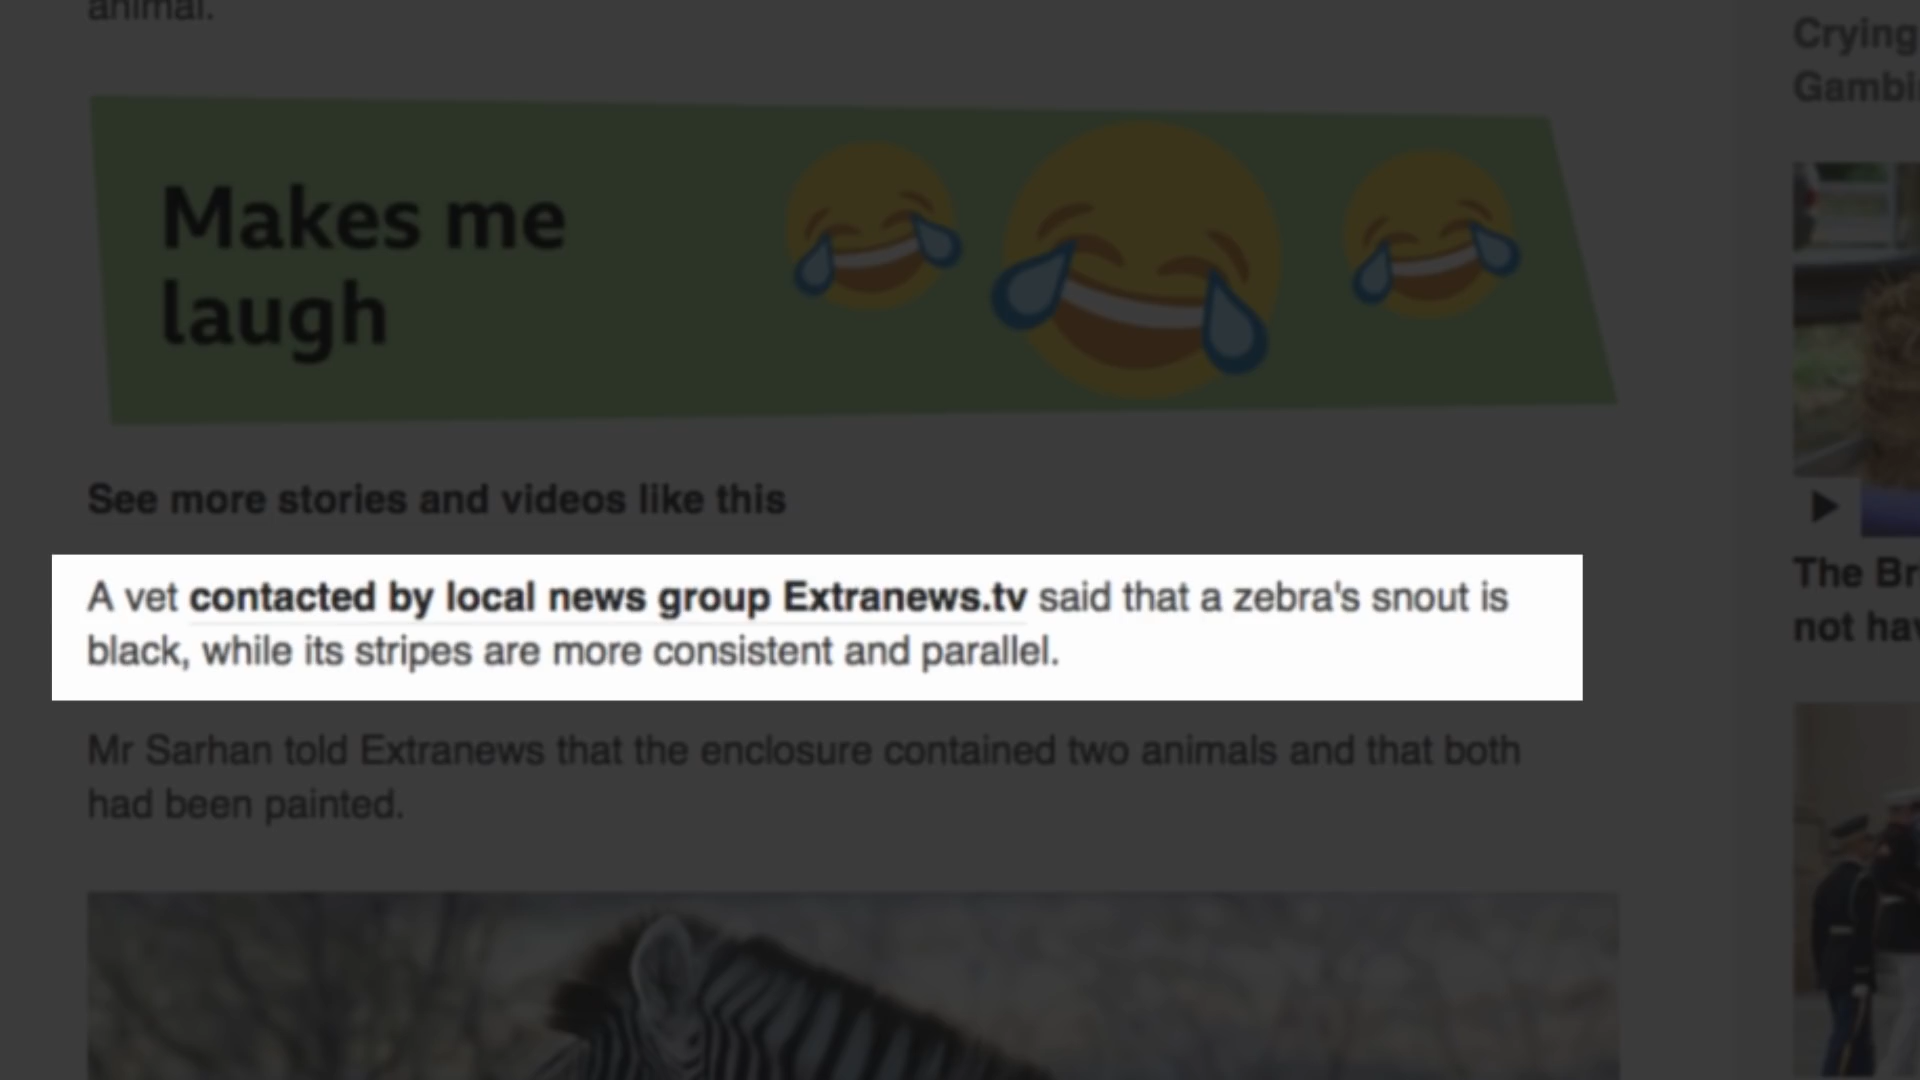 animal.
Makes me
laugh
See more stories and videos like this
A vet contacted by local news group Extranews.tv said that a zebra's snout is
black, while its stripes are more consistent and parallel.
Mr Sarhan told Extranews that the enclosure contained two animals and that both
had been painted.
Crying
The
not